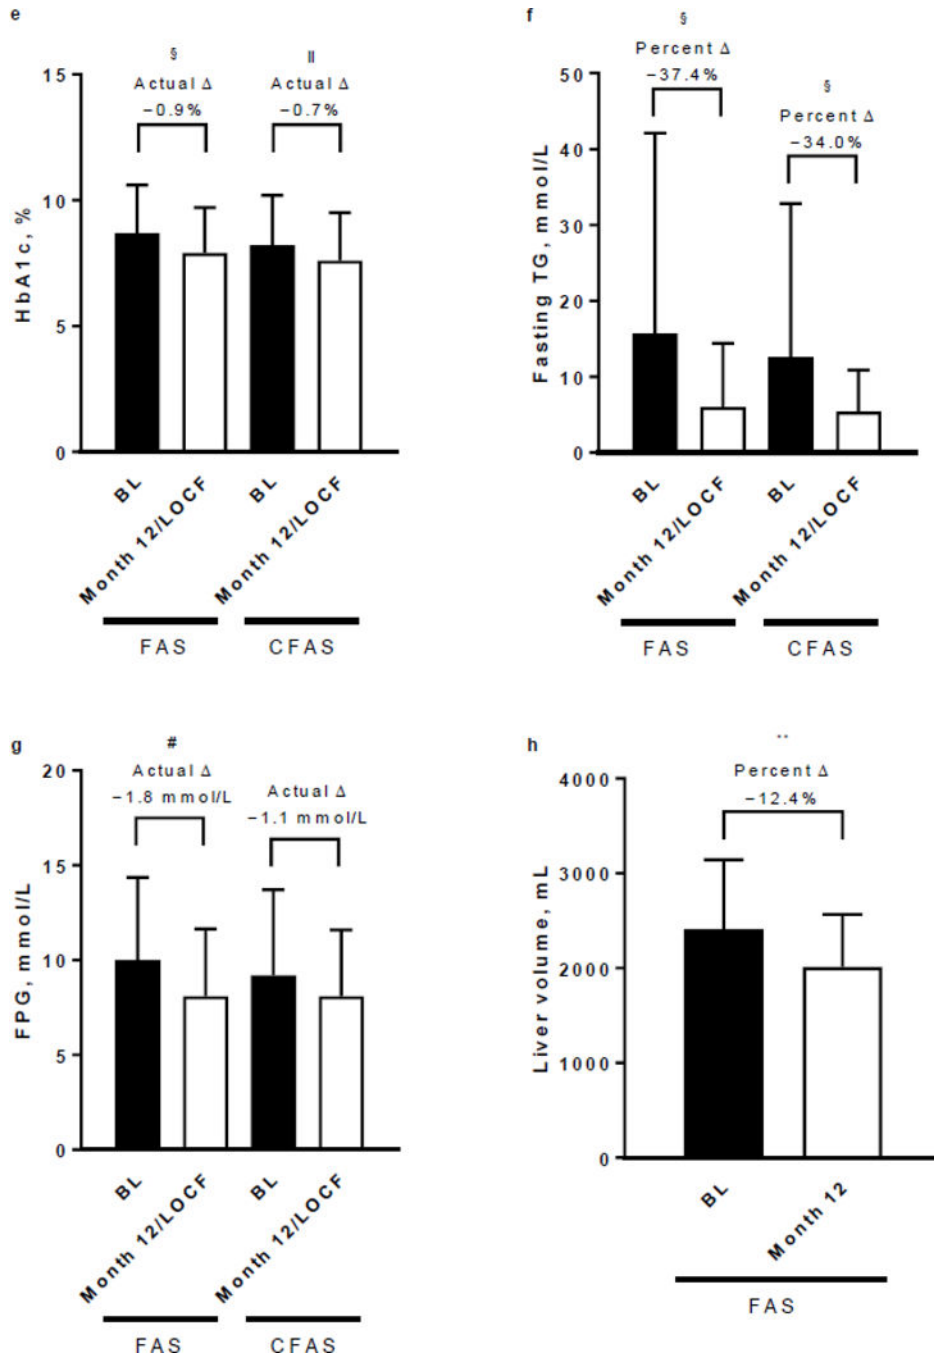 e
§
Actual Δ
−0.9%
||
Actual Δ
−0.7%
15
10
5
0
HbA1c, %
BL
Month 12/LOCF
BL
Month 12/LOCF
FAS
CFAS
f
§
Percent Δ
−37.4%
§
Percent Δ
−34.0%
50
40
30
20
10
0
Fasting TG, mmol/L
BL
Month 12/LOCF
BL
Month 12/LOCF
FAS
CFAS
g
#
Actual Δ
−1.8 mmol/L
Actual Δ
−1.1 mmol/L
20
15
10
5
0
FPG, mmol/L
BL
Month 12/LOCF
BL
Month 12/LOCF
FAS
CFAS
h
Percent Δ
−12.4%
4000
3000
2000
1000
0
Liver volume, mL
BL
Month 12
FAS